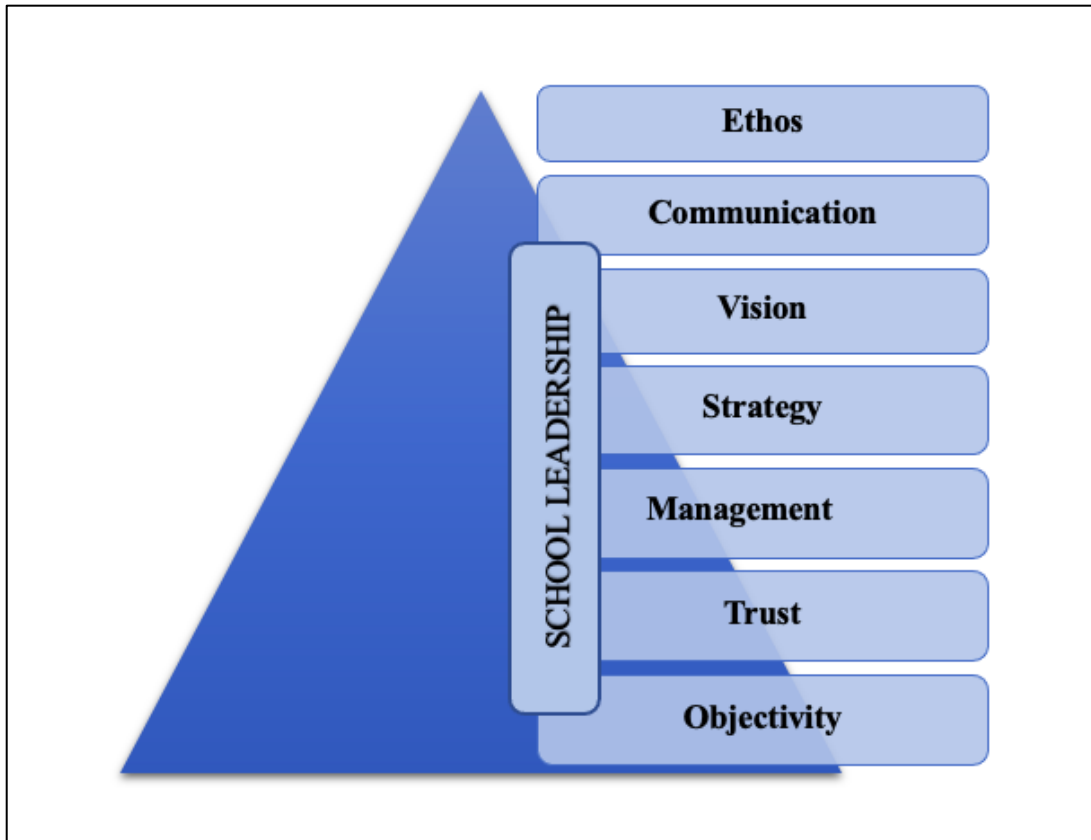 Ethos
Communication
Vision
Strategy
Management
Trust
Objectivity
SCHOOL LEADERSHIP